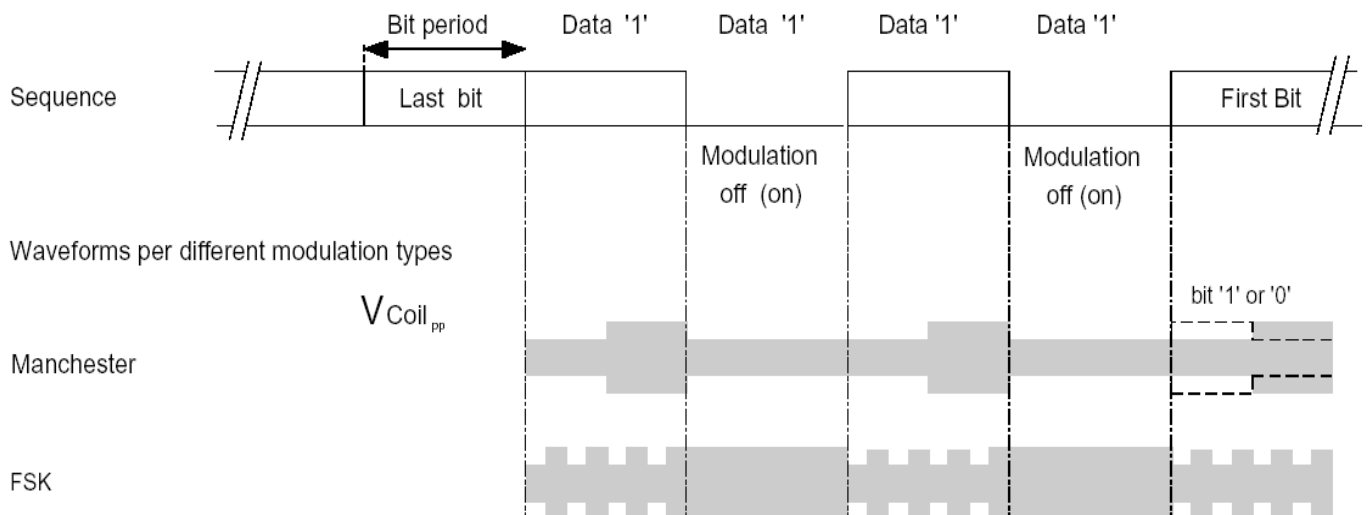 Bit period Data '1' Data '1' Data '1' Data '1'
Sequence Last bit First Bit
Modulation Modulation
off (on) off (on)
Waveforms per different modulation types
bit '1' or '0'
V Coil pp
Manchester
FSK